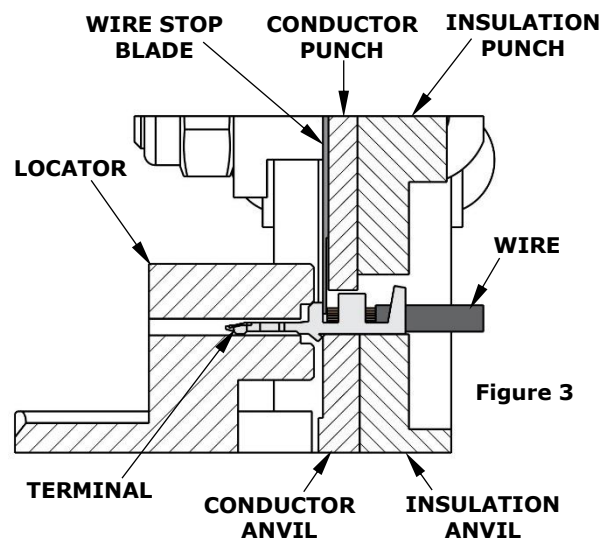 WIRE STOP
BLADE
CONDUCTOR
PUNCH
INSULATION
PUNCH
LOCATOR
WIRE
Figure 3
TERMINAL
CONDUCTOR
ANVIL
INSULATION
ANVIL